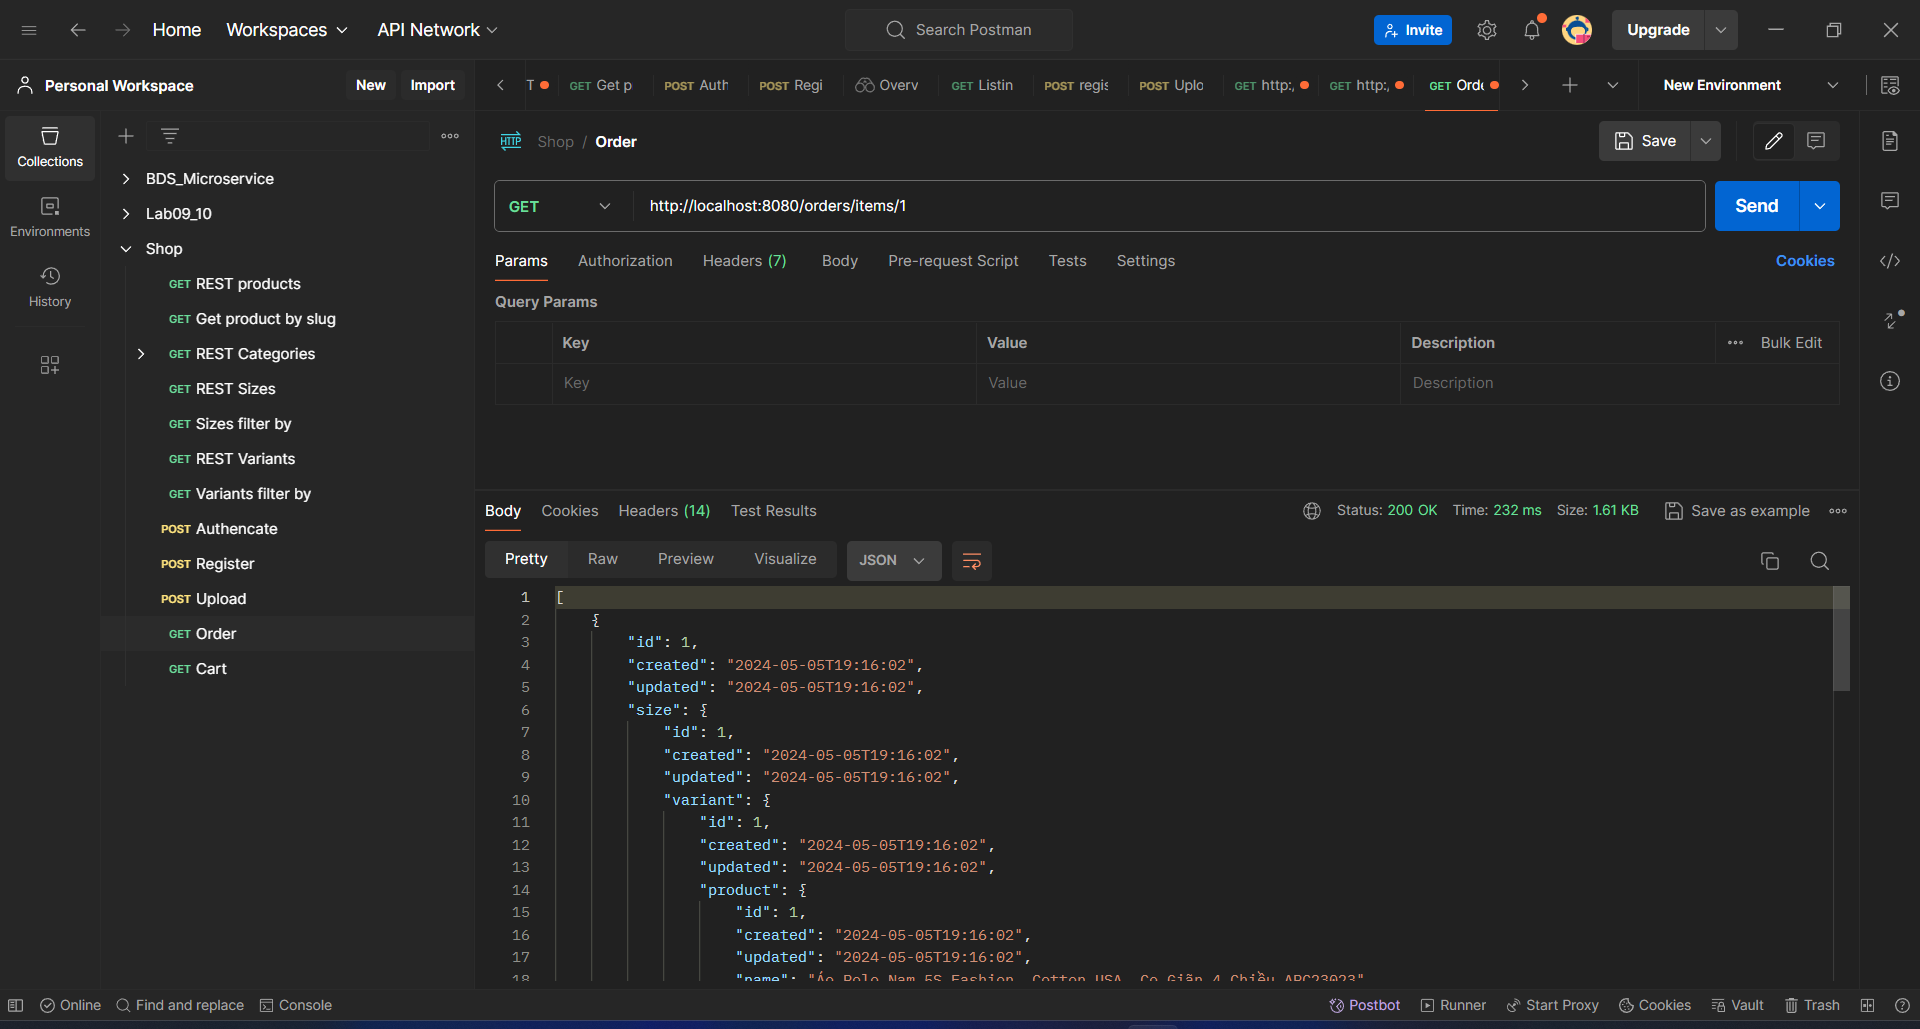 Home Workspaces API Network Search Postman Invite Upgrade
Personal Workspace New Import T GET Get p POST Auth POST Regi Overv GET Listin POST regis POST Uplo GET http:, GET http:, GET Orde New Environment
Collections
Environments
History
BDS_Microservice
Lab09_10
Shop
GET REST products
GET Get product by slug
GET REST Categories
GET REST Sizes
GET Sizes filter by
GET REST Variants
GET Variants filter by
POST Authencate
POST Register
POST Upload
GET Order
GET Cart
HTTP Shop / Order Save
GET http://localhost:8080/orders/items/1 Send
Params Authorization Headers (7) Body Pre-request Script Tests Settings Cookies
Query Params
Key Value Description Bulk Edit
Key Value Description
Body Cookies Headers (14) Test Results Status: 200 OK Time: 232 ms Size: 1.61 KB Save as example
Pretty Raw Preview Visualize JSON
1 [
2 {
3 "id": 1,
4 "created": "2024-05-05T19:16:02",
5 "updated": "2024-05-05T19:16:02",
6 "size": {
7 "id": 1,
8 "created": "2024-05-05T19:16:02",
9 "updated": "2024-05-05T19:16:02",
10 "variant": {
11 "id": 1,
12 "created": "2024-05-05T19:16:02",
13 "updated": "2024-05-05T19:16:02",
14 "product": {
15 "id": 1,
16 "created": "2024-05-05T19:16:02",
17 "updated": "2024-05-05T19:16:02",
18 "name": "Áo Polo Nam 5S Fashion, Cotton USA, Co Giãn 4 Chiều APC23023"
Online Find and replace Console Postbot Runner Start Proxy Cookies Vault Trash